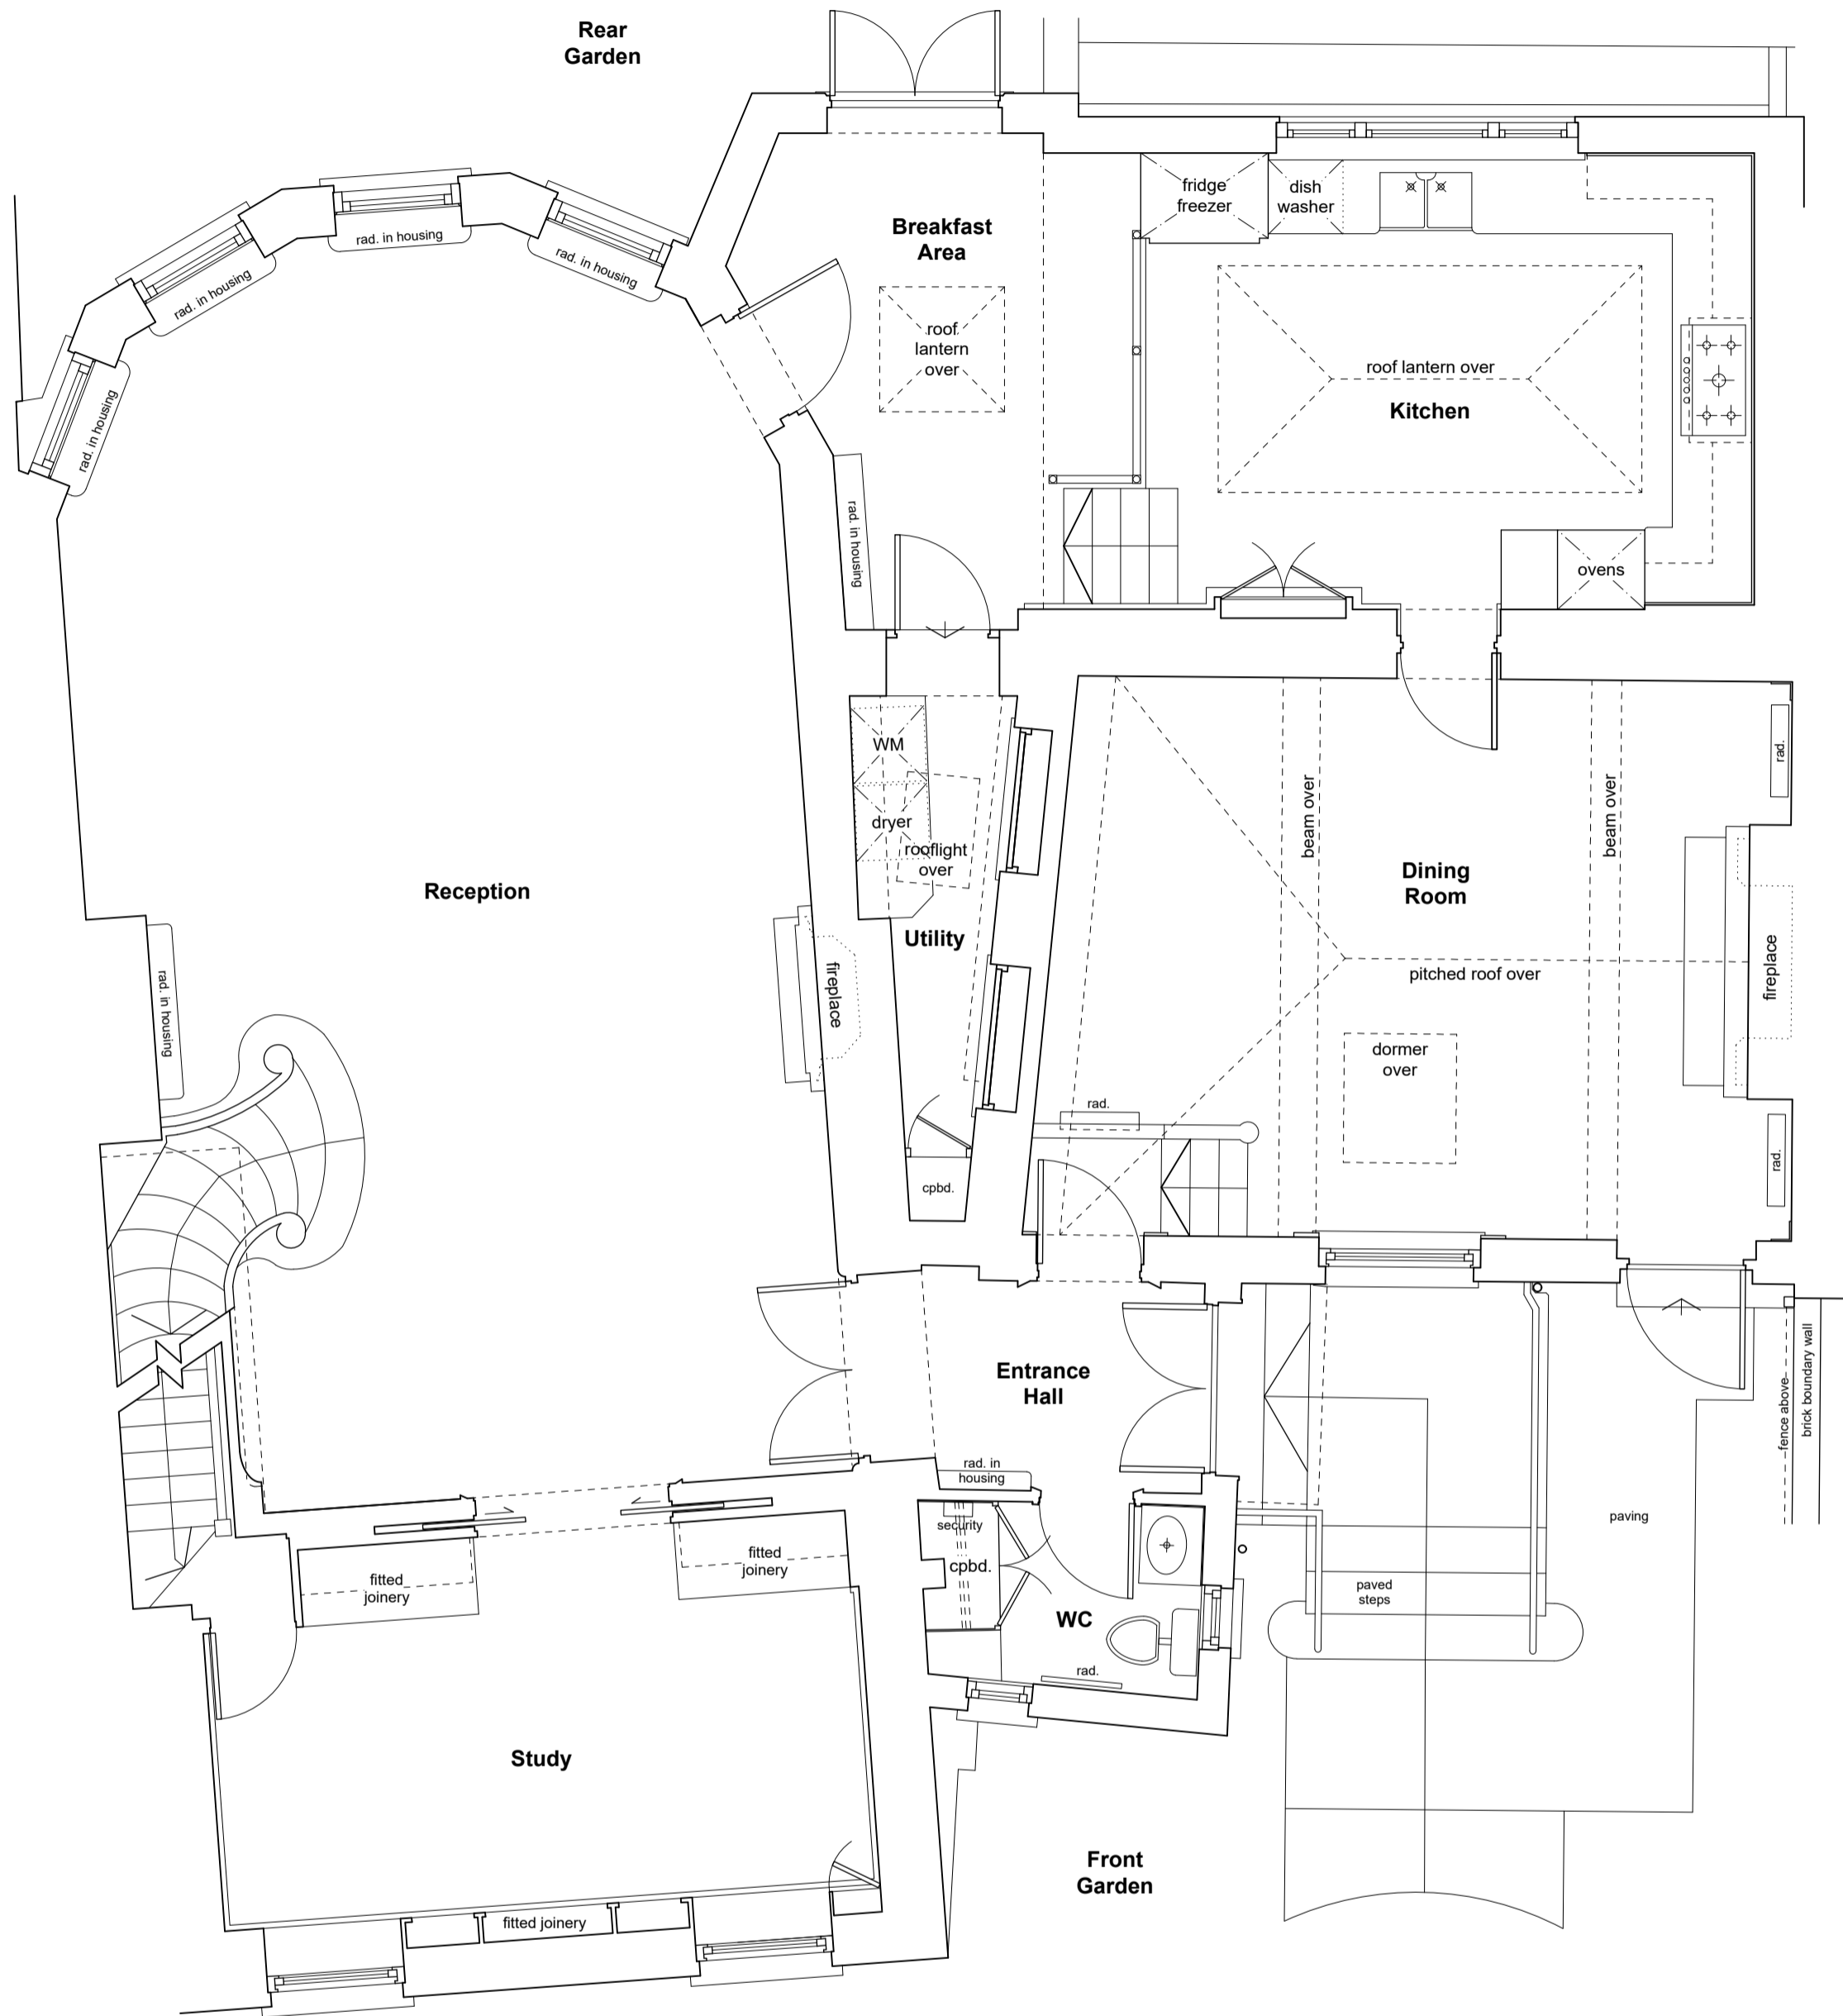 Rear
Garden
rad. in housing
rad. in housing
rad. in housing
rad. in housing
Breakfast
Area
roof
lantern
over
fridge
freezer
dish
washer
roof lantern over
Kitchen
ovens
rad. in housing
WM
dryer
rooflight
over
Utility
cpbd.
Reception
rad. in housing
fireplace
beam over
beam over
rad.
Dining
Room
pitched roof over
fireplace
dormer
over
rad.
rad.
Entrance
Hall
rad. in
housing
security
cpbd.
WC
rad.
fence above
brick boundary wall
paving
paved
steps
fitted
joinery
fitted
joinery
Study
fitted joinery
Front
Garden